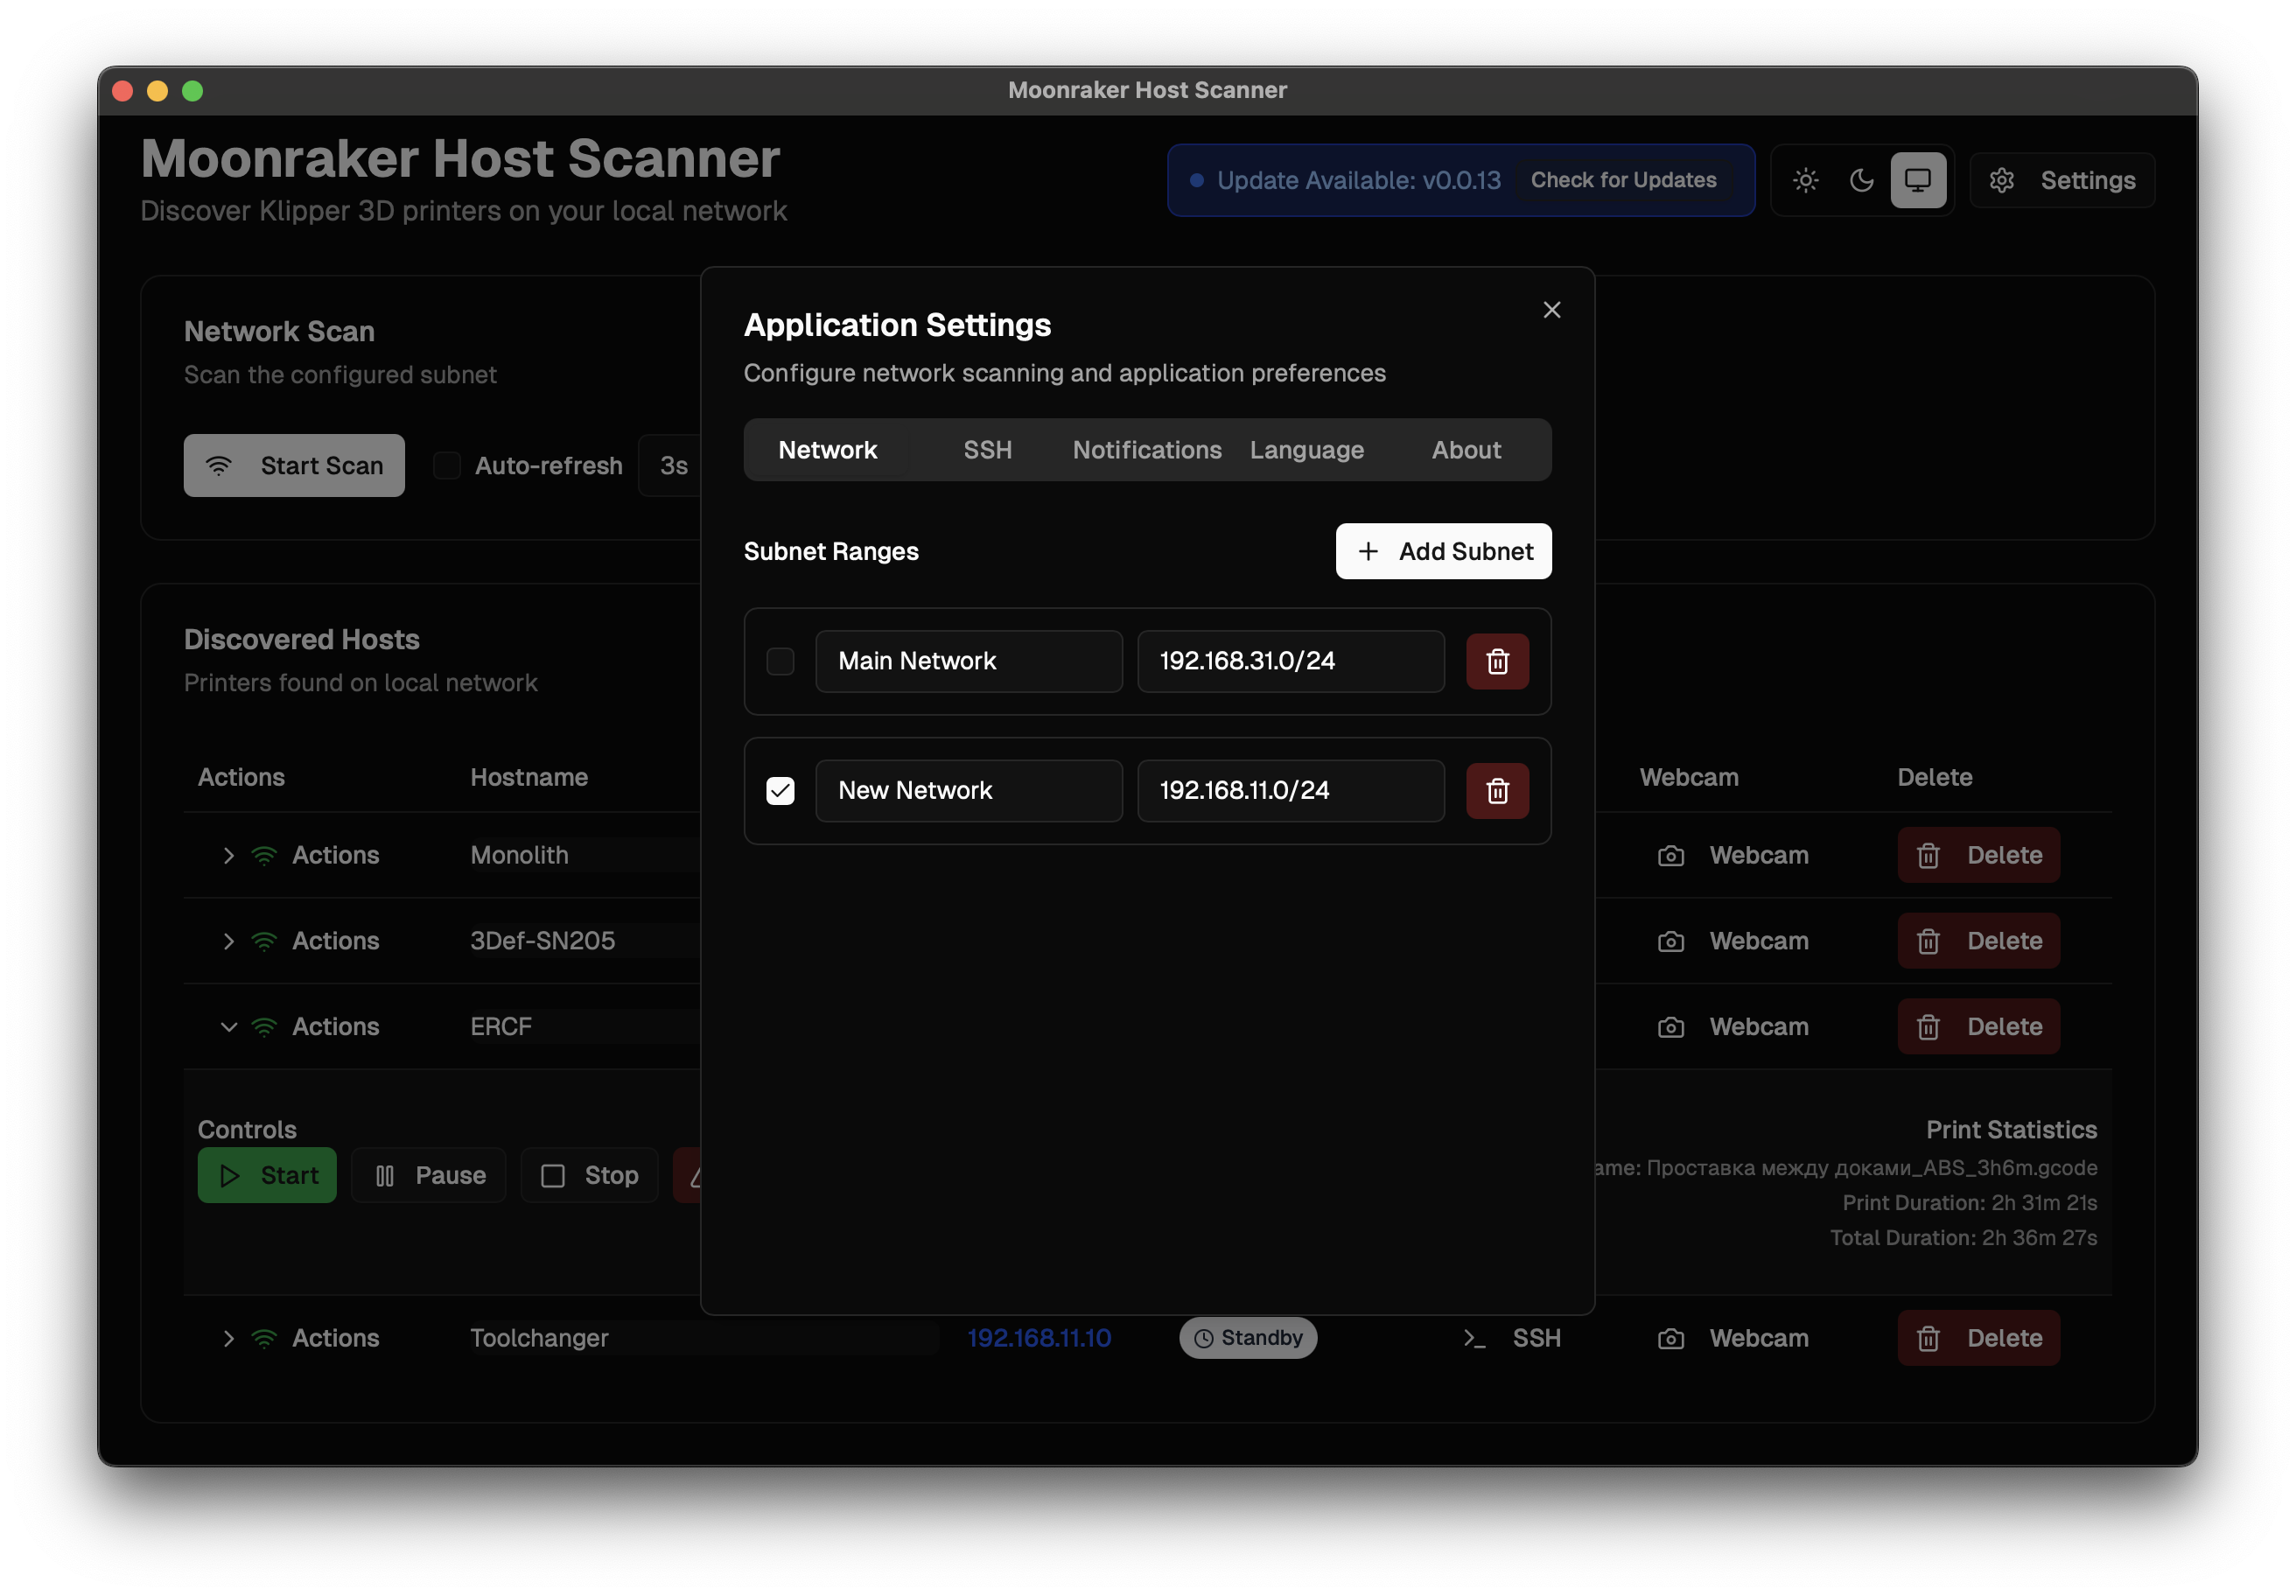 Moonraker Host Scanner
Moonraker Host Scanner
Discover Klipper 3D printers on your local network
Update Available: v0.0.13 Check for Updates
Settings
Network Scan
Scan the configured subnet
Start Scan Auto-refresh 3s
Application Settings
Configure network scanning and application preferences
Network SSH Notifications Language About
Subnet Ranges Add Subnet
Main Network 192.168.31.0/24
New Network 192.168.11.0/24
Discovered Hosts
Printers found on local network
Actions Hostname Webcam Delete
Actions Monolith Webcam Delete
Actions 3Def-SN205 Webcam Delete
Actions ERCF Webcam Delete
Controls
Start Pause Stop
Print Statistics
ame: Проставка между доками_ABS_3h6m.gcode
Print Duration: 2h 31m 21s
Total Duration: 2h 36m 27s
Actions Toolchanger 192.168.11.10 Standby >_ SSH Webcam Delete